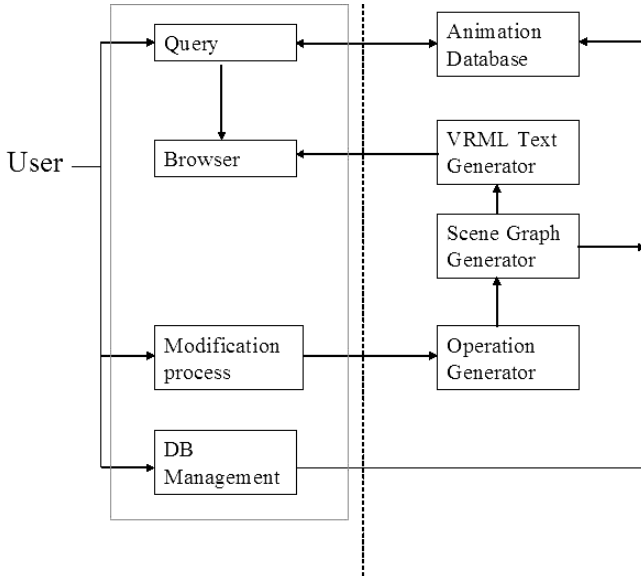 Query
Animation
Database
Browser
VRML Text
Generator
User
Scene Graph
Generator
Modification
process
Operation
Generator
DB
Management